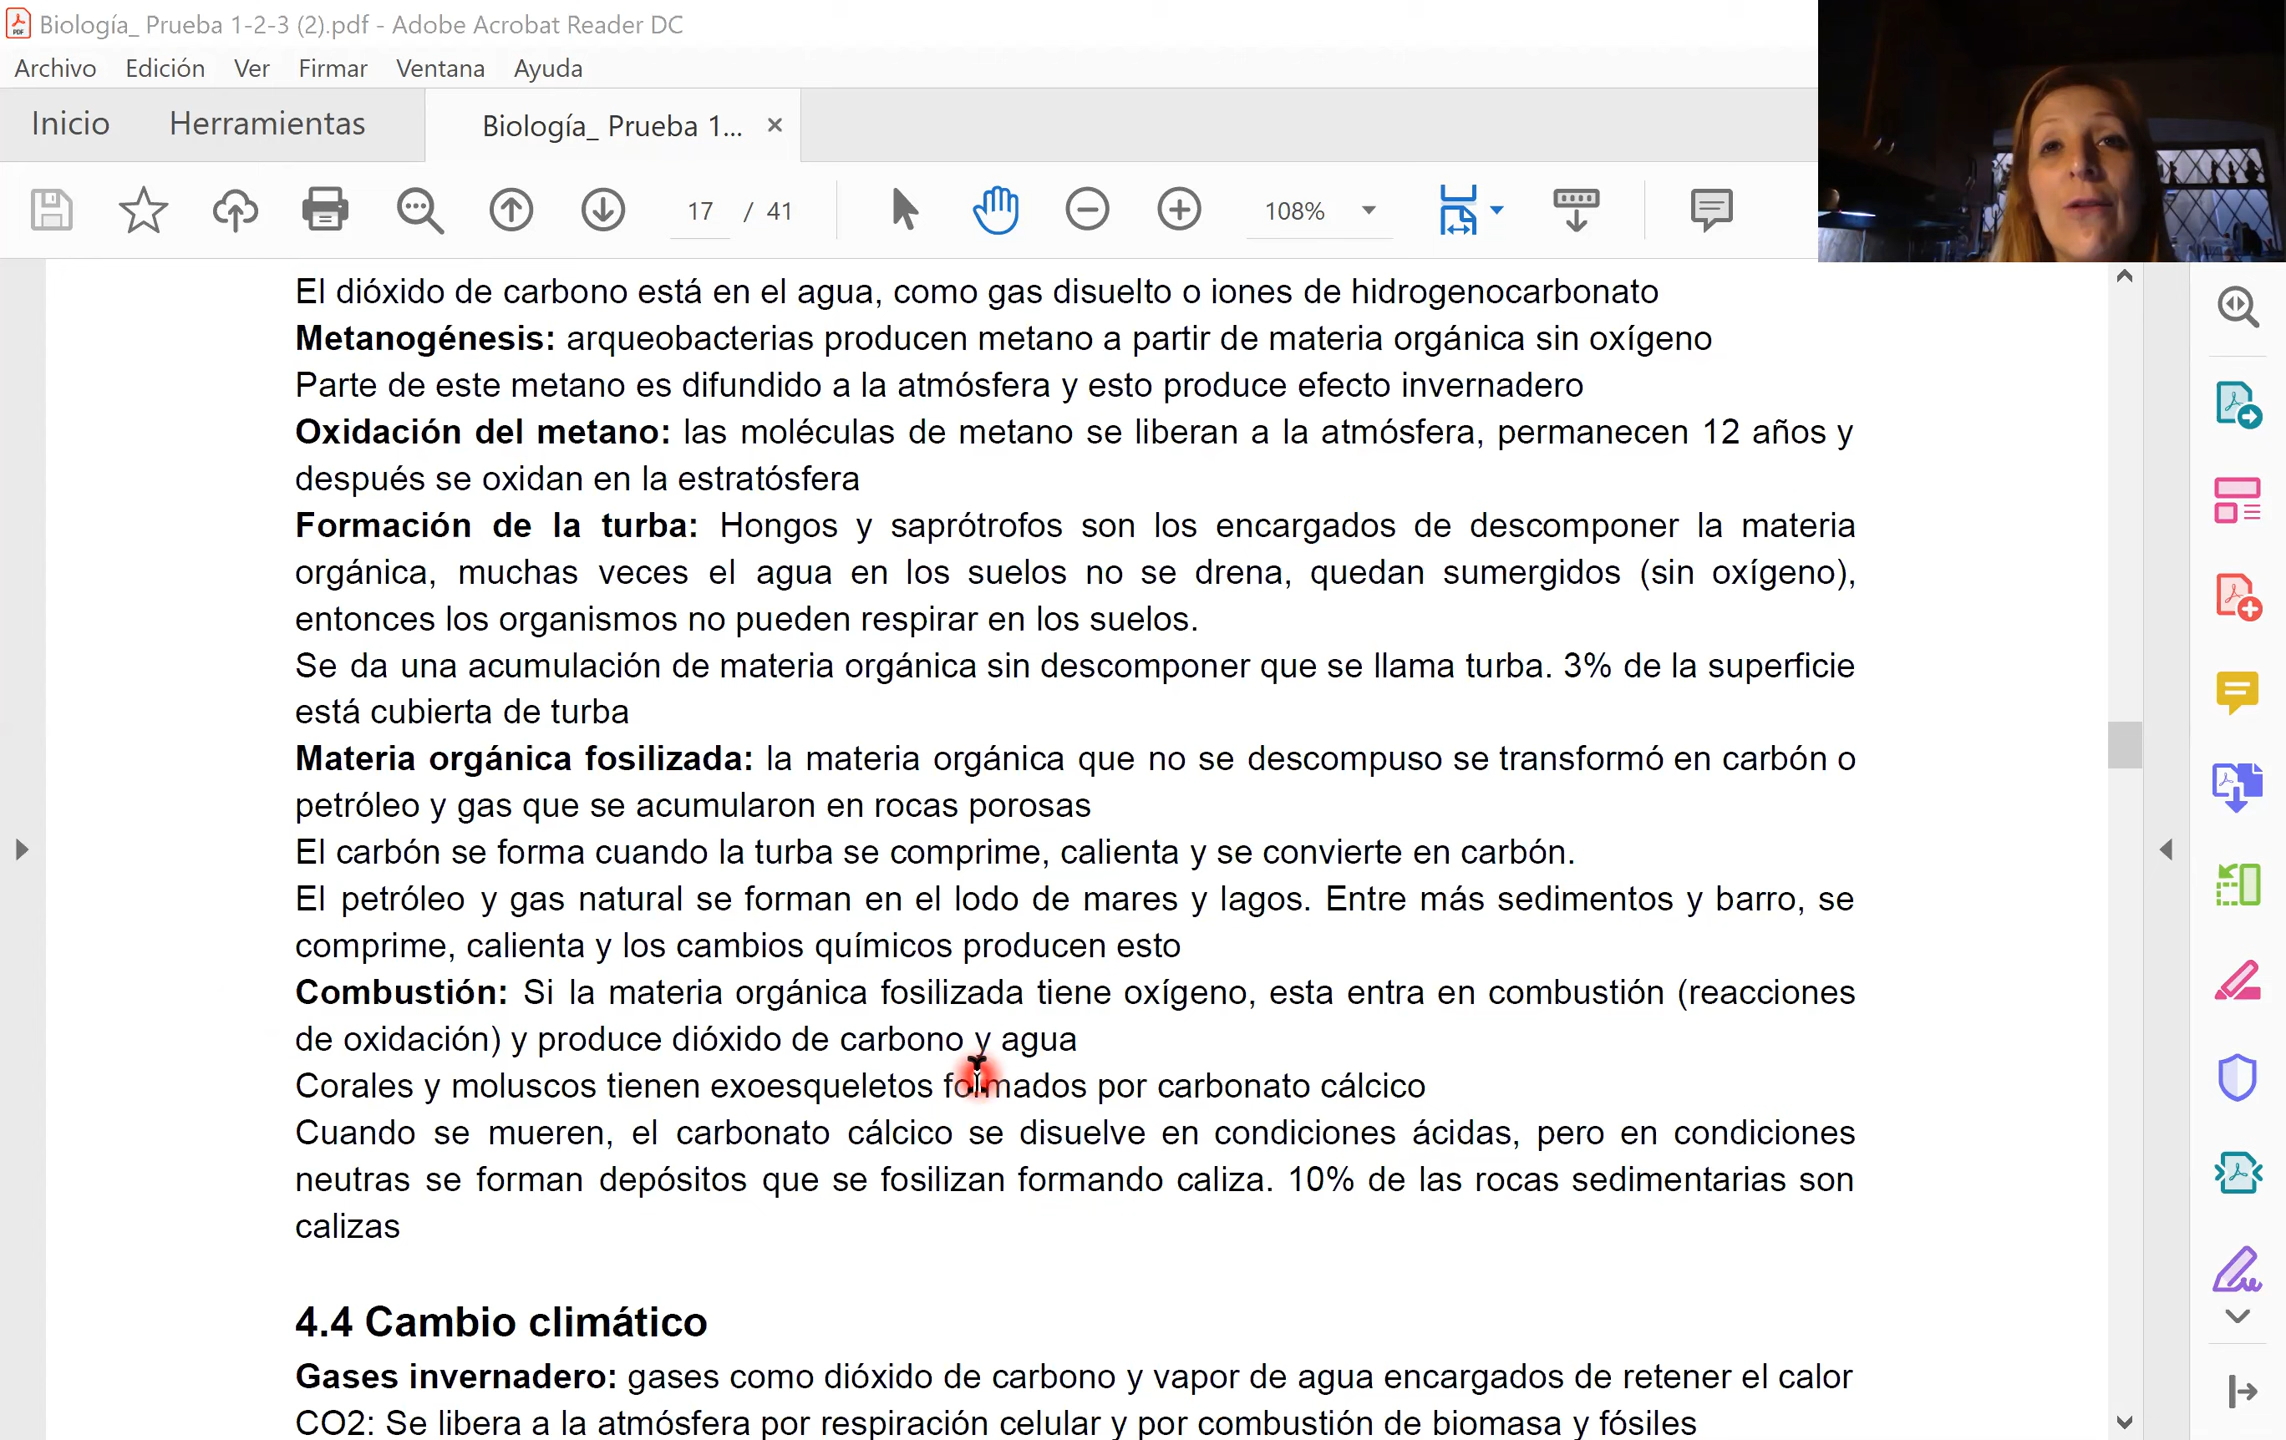 Biología_ Prueba 1-2-3 (2).pdf - Adobe Acrobat Reader DC
Archivo Edición Ver Firmar Ventana Ayuda
Inicio Herramientas Biología_ Prueba 1... ×
17 / 41 108%
El dióxido de carbono está en el agua, como gas disuelto o iones de hidrogenocarbonato
Metanogénesis: arqueobacterias producen metano a partir de materia orgánica sin oxígeno
Parte de este metano es difundido a la atmósfera y esto produce efecto invernadero
Oxidación del metano: las moléculas de metano se liberan a la atmósfera, permanecen 12 años y
después se oxidan en la estratósfera
Formación de la turba: Hongos y saprótrofos son los encargados de descomponer la materia
orgánica, muchas veces el agua en los suelos no se drena, quedan sumergidos (sin oxígeno),
entonces los organismos no pueden respirar en los suelos.
Se da una acumulación de materia orgánica sin descomponer que se llama turba. 3% de la superficie
está cubierta de turba
Materia orgánica fosilizada: la materia orgánica que no se descompuso se transformó en carbón o
petróleo y gas que se acumularon en rocas porosas
El carbón se forma cuando la turba se comprime, calienta y se convierte en carbón.
El petróleo y gas natural se forman en el lodo de mares y lagos. Entre más sedimentos y barro, se
comprime, calienta y los cambios químicos producen esto
Combustión: Si la materia orgánica fosilizada tiene oxígeno, esta entra en combustión (reacciones
de oxidación) y produce dióxido de carbono y agua
Corales y moluscos tienen exoesqueletos formados por carbonato cálcico
Cuando se mueren, el carbonato cálcico se disuelve en condiciones ácidas, pero en condiciones
neutras se forman depósitos que se fosilizan formando caliza. 10% de las rocas sedimentarias son
calizas
4.4 Cambio climático
Gases invernadero: gases como dióxido de carbono y vapor de agua encargados de retener el calor
CO2: Se libera a la atmósfera por respiración celular y por combustión de biomasa y fósiles